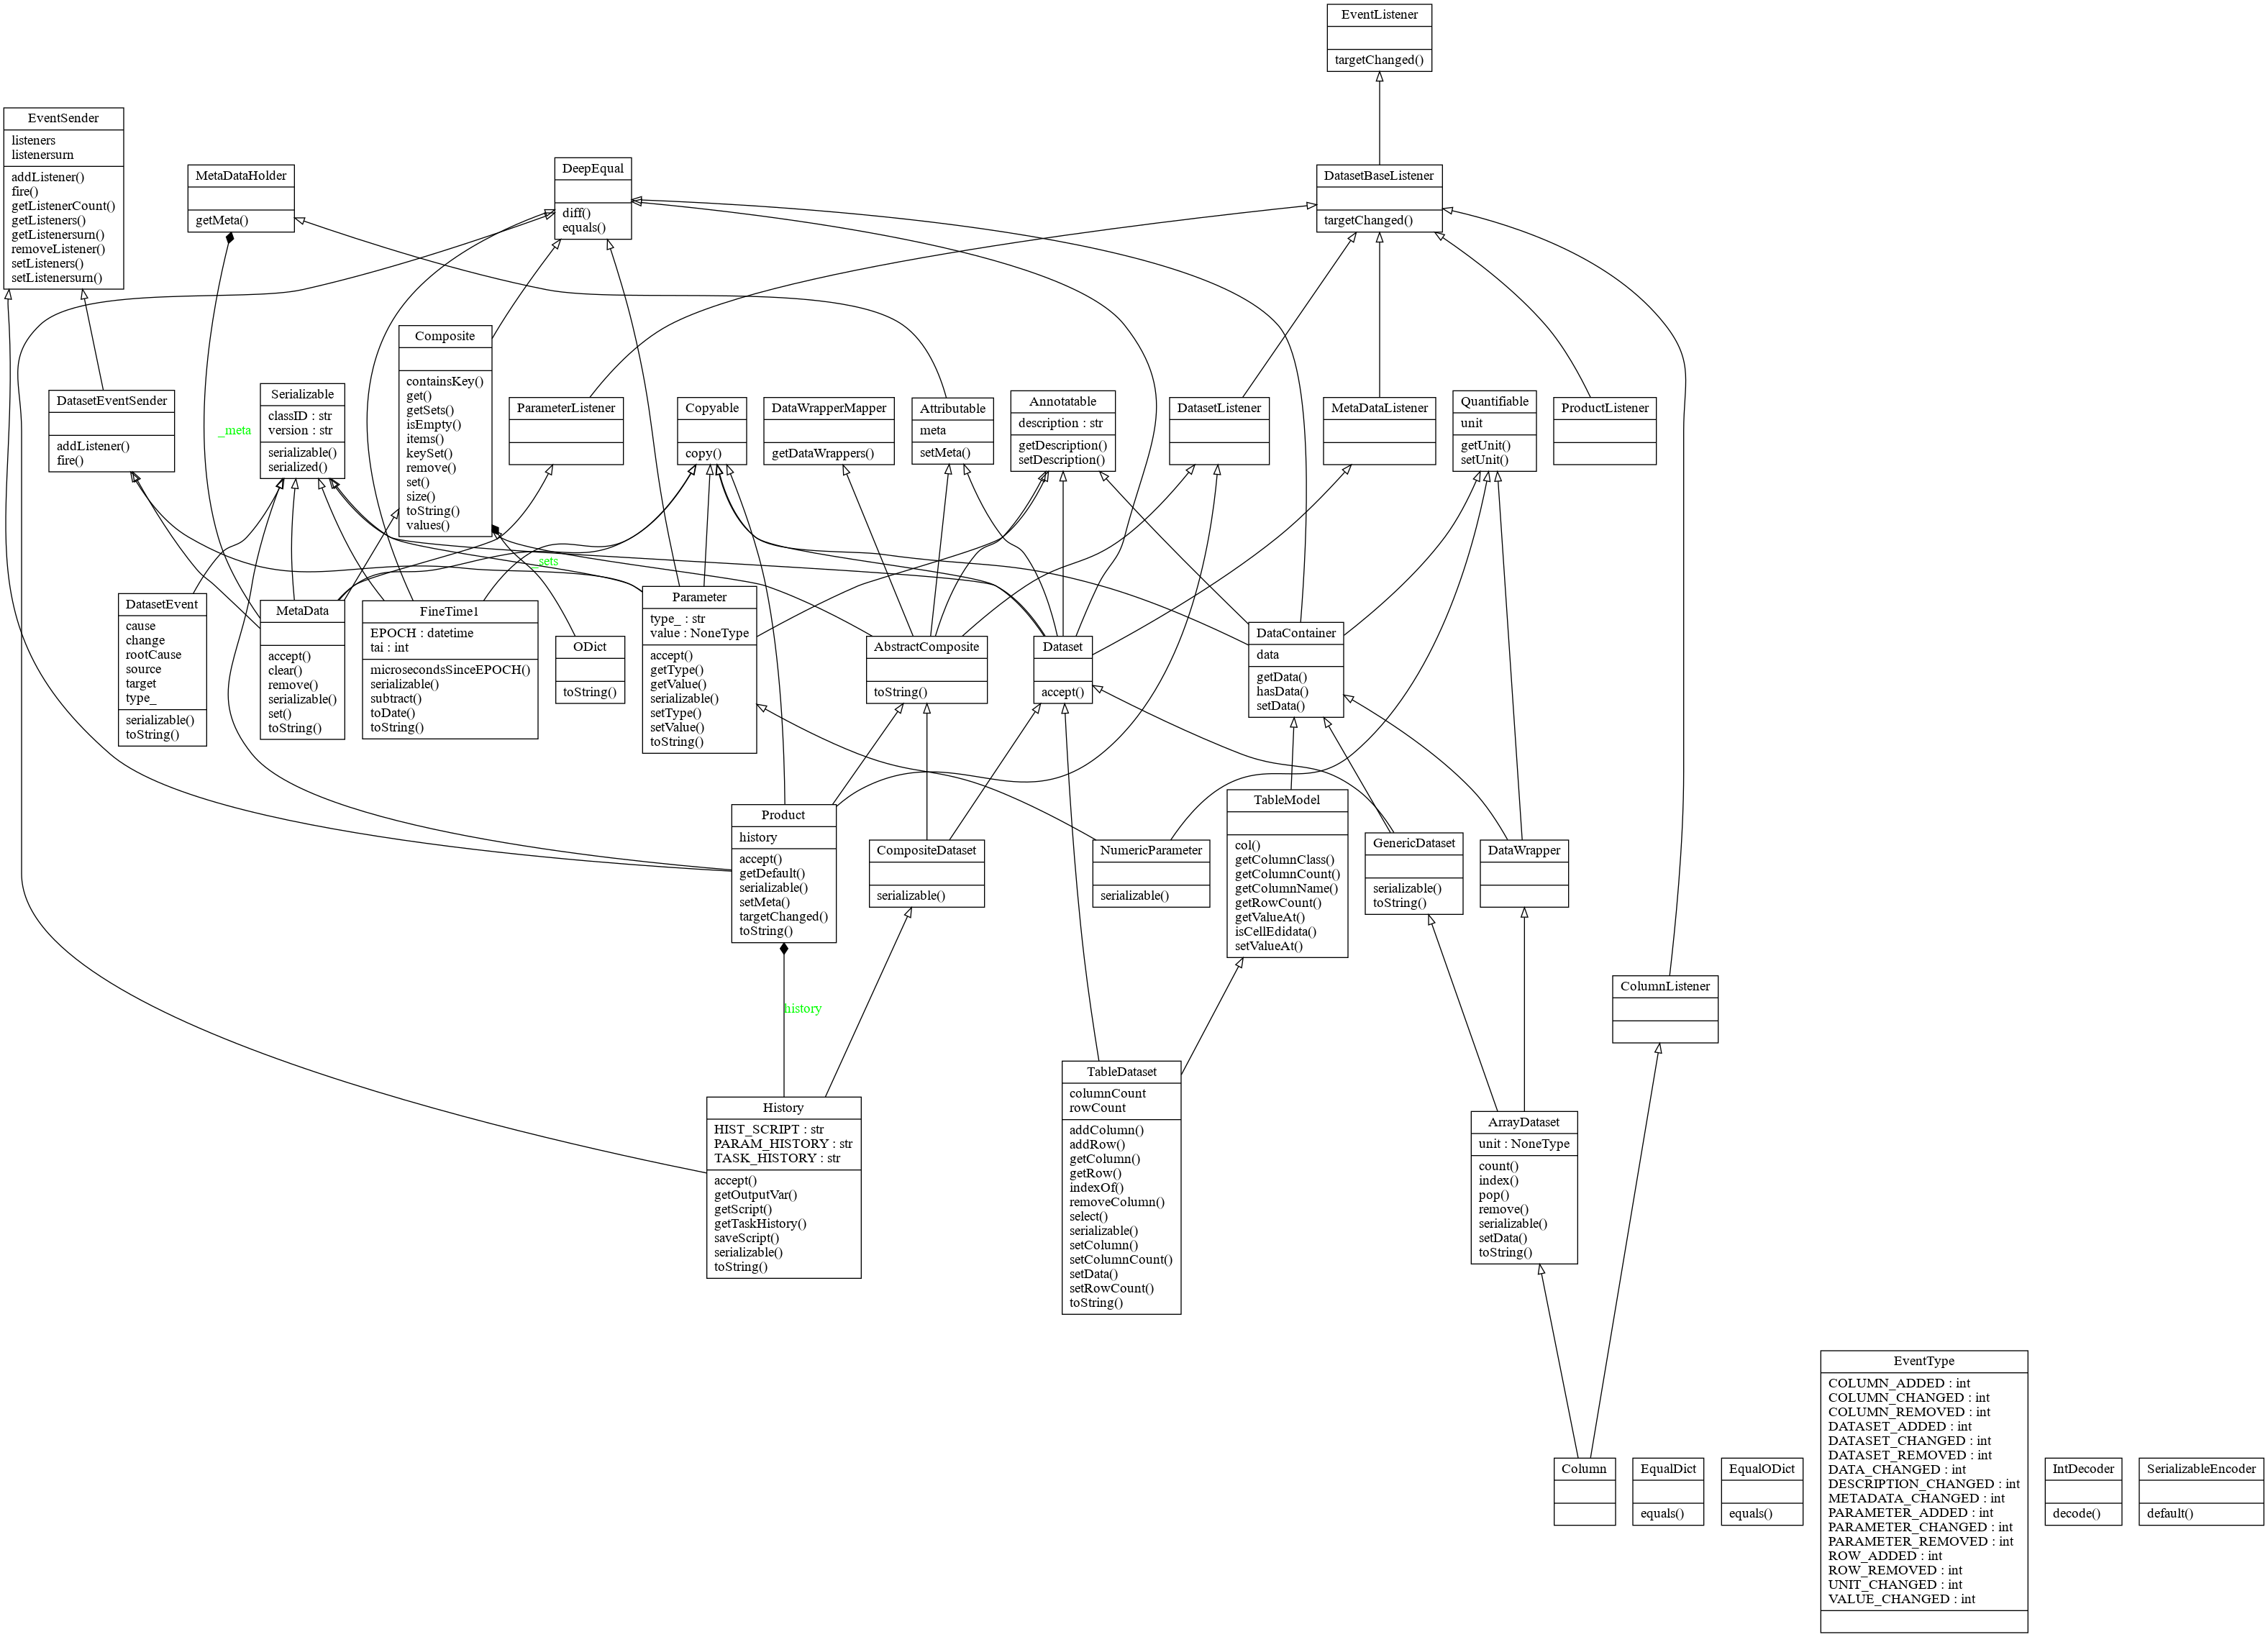 EventListener
targetChanged()
EventSender
listeners
listenersurn
addListener()
fire()
getListenerCount()
getListeners()
getListenersurn()
removeListener()
setListeners()
setListenersurn()
MetaDataHolder
getMeta()
DeepEqual
diff()
equals()
DatasetBaseListener
targetChanged()
DatasetEventSender
addListener()
fire()
_meta
Serializable
classID : str
version : str
serializable()
serialized()
Composite
containsKey()
get()
getSets()
isEmpty()
items()
keySet()
remove()
set()
size()
toString()
values()
ParameterListener
Copyable
copy()
DataWrapperMapper
getDataWrappers()
Attributable
meta
setMeta()
Annotatable
description : str
getDescription()
setDescription()
DatasetListener
MetaDataListener
Quantifiable
unit
getUnit()
setUnit()
ProductListener
_sets
DatasetEvent
cause
change
rootCause
source
target
type_
serializable()
toString()
MetaData
accept()
clear()
remove()
serializable()
set()
toString()
FineTime1
EPOCH : datetime
tai : int
microsecondsSinceEPOCH()
serializable()
subtract()
toDate()
toString()
ODict
toString()
Parameter
type_ : str
value : NoneType
accept()
getType()
getValue()
serializable()
setType()
setValue()
toString()
AbstractComposite
toString()
Dataset
accept()
DataContainer
data
getData()
hasData()
setData()
Product
history
accept()
getDefault()
serializable()
setMeta()
targetChanged()
toString()
CompositeDataset
serializable()
NumericParameter
serializable()
TableModel
col()
getColumnClass()
getColumnCount()
getColumnName()
getRowCount()
getValueAt()
isCellEdidata()
setValueAt()
GenericDataset
serializable()
toString()
DataWrapper
ColumnListener
history
History
HIST_SCRIPT : str
PARAM_HISTORY : str
TASK_HISTORY : str
accept()
getOutputVar()
getScript()
getTaskHistory()
saveScript()
serializable()
toString()
TableDataset
columnCount
rowCount
addColumn()
addRow()
getColumn()
getRow()
indexOf()
removeColumn()
select()
serializable()
setColumn()
setColumnCount()
setData()
setRowCount()
toString()
ArrayDataset
unit : NoneType
count()
index()
pop()
remove()
serializable()
setData()
toString()
Column
EqualDict
equals()
EqualODict
equals()
EventType
COLUMN_ADDED : int
COLUMN_CHANGED : int
COLUMN_REMOVED : int
DATASET_ADDED : int
DATASET_CHANGED : int
DATASET_REMOVED : int
DATA_CHANGED : int
DESCRIPTION_CHANGED : int
METADATA_CHANGED : int
PARAMETER_ADDED : int
PARAMETER_CHANGED : int
PARAMETER_REMOVED : int
ROW_ADDED : int
ROW_REMOVED : int
UNIT_CHANGED : int
VALUE_CHANGED : int
IntDecoder
decode()
SerializableEncoder
default()